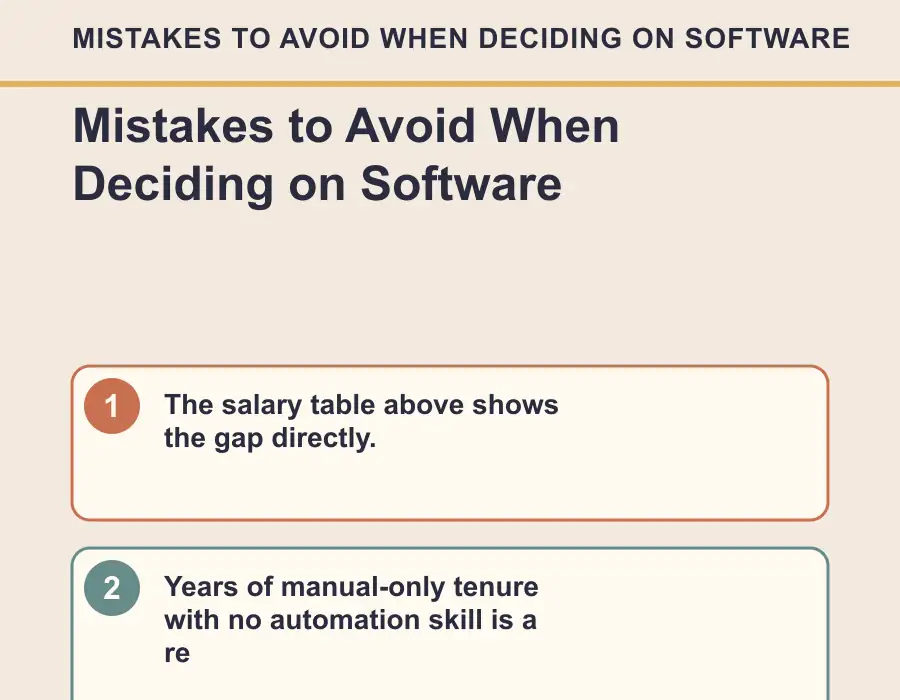 MISTAKES TO AVOID WHEN DECIDING ON SOFTWARE
Mistakes to Avoid When
Deciding on Software
1
The salary table above shows
the gap directly.
2
Years of manual-only tenure
with no automation skill is a
re